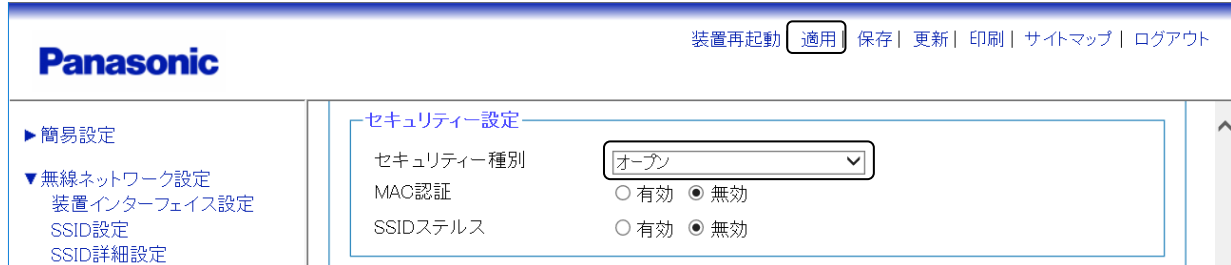 装置再起動 | 適用 | 保存 | 更新 | 印刷 | サイトマップ | ログアウト
Panasonic
▶簡易設定
▼無線ネットワーク設定
装置インターフェイス設定
SSID設定
SSID詳細設定
セキュリティー設定
セキュリティー種別 オープン
MAC認証 有効 無効
SSIDステルス 有効 無効